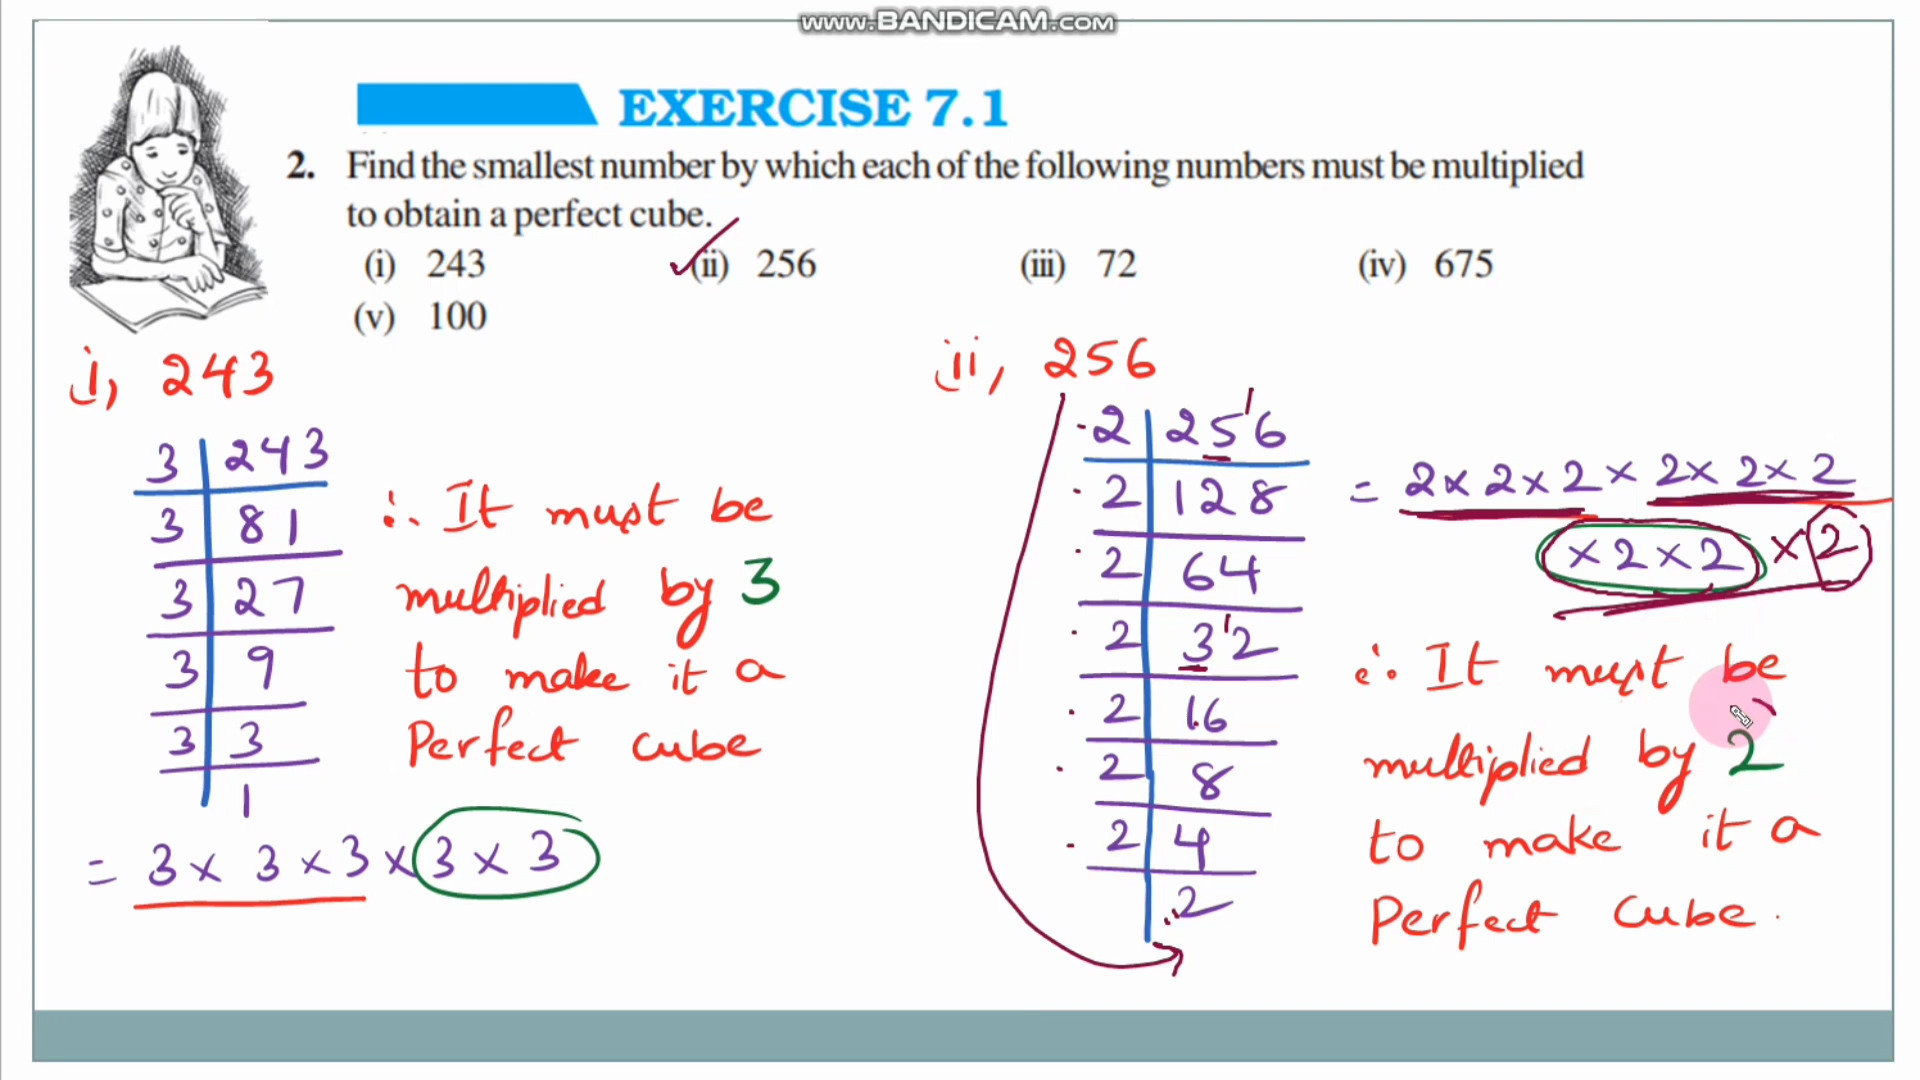 www.BANDICAM.com
EXERCISE 7.1
2. Find the smallest number by which each of the following numbers must be multiplied
to obtain a perfect cube.
(i) 243 (ii) 256 (iii) 72 (iv) 675
(v) 100
i, 243
3 243
3 81
3 27
3 9
3 3
1
= 3 × 3 × 3 × 3 × 3
∴ It must be
multiplied by 3
to make it a
Perfect cube
ii, 256
2 256
2 128
2 64
2 32
2 16
2 8
2 4
2
= 2 × 2 × 2 × 2 × 2 × 2
× 2 × 2 × 2
∴ It must be
multiplied by 2
to make it a
Perfect cube.